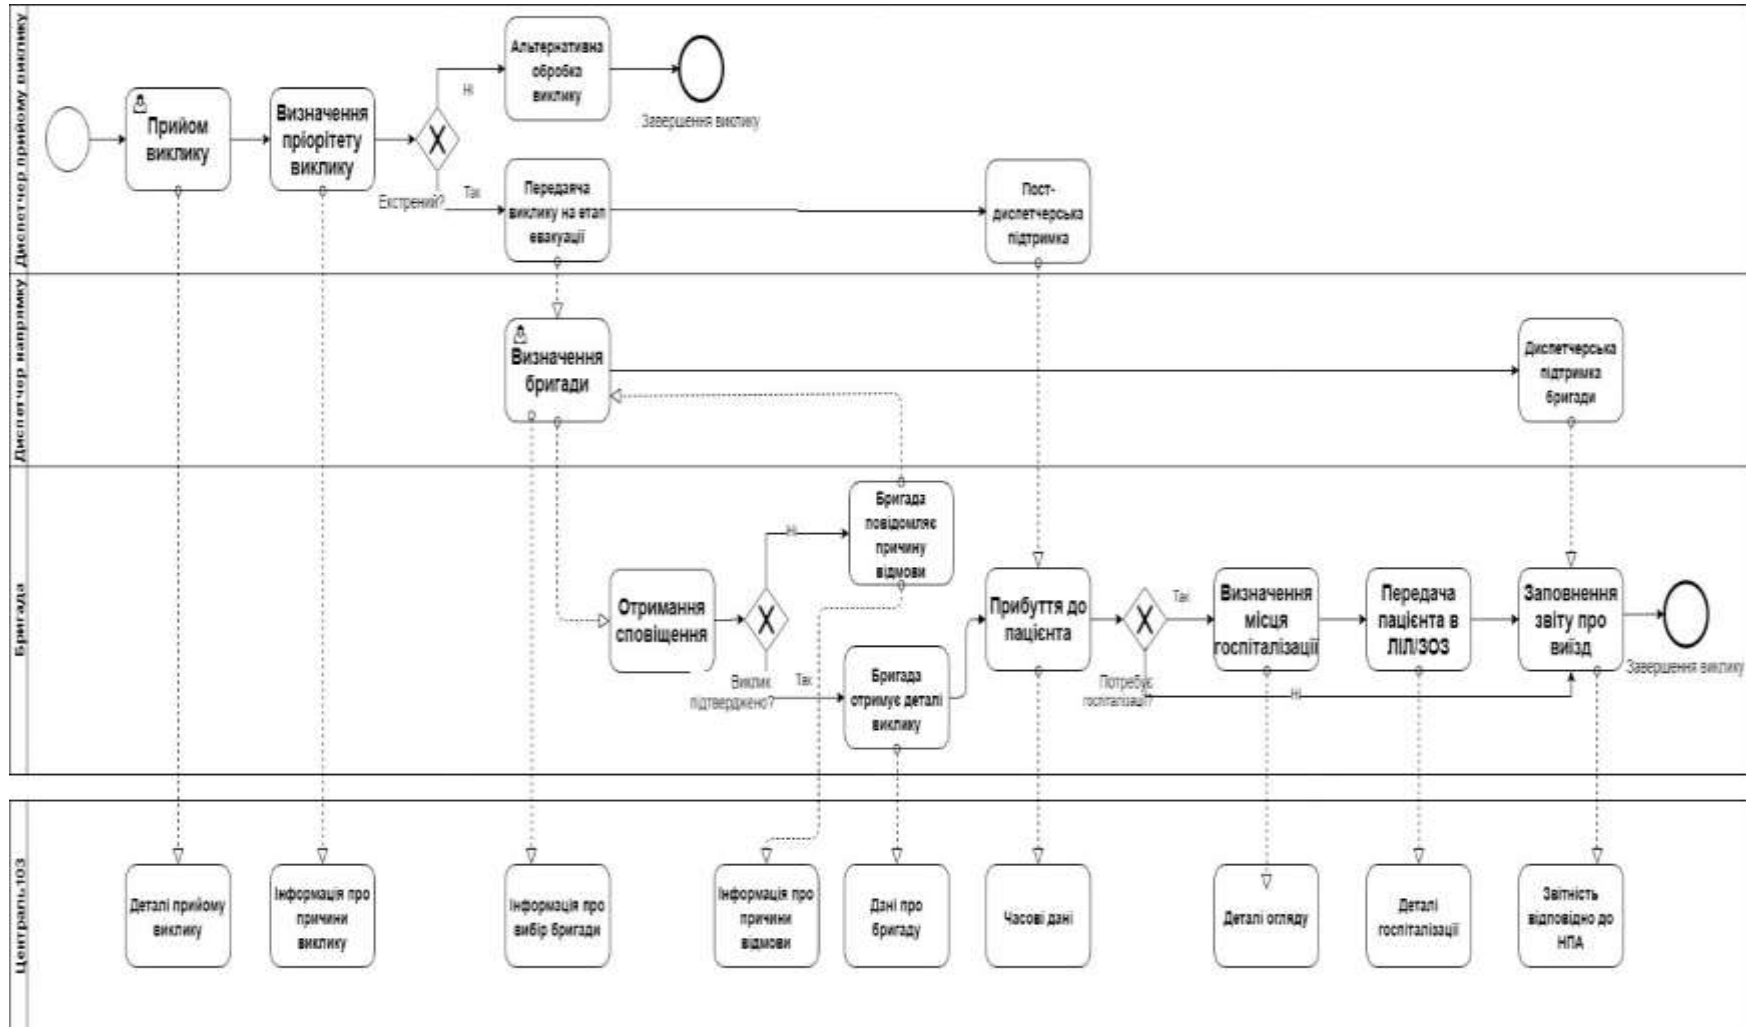 Диспетчер прийому виклику
Прийом
виклику
Визначення
пріорітету
виклику
Екстрений?
Ні
Так
Альтернативна
обробка
виклику
Завершення виклику
Передача
виклику на етап
евакуації
Пост-
диспетчерська
підтримка
Диспетчер напрямку
Визначення
бригади
Диспетчерська
підтримка
бригади
Бригада
Отримання
сповіщення
Виклик
підтверджено?
Ні
Так
Бригада
повідомляє
причину
відмови
Бригада
отримує деталі
виклику
Прибуття до
пацієнта
Потребує
госпіталізації?
Так
Ні
Визначення
місця
госпіталізації
Передача
пацієнта в
ЛІЛ/ЗОЗ
Заповнення
звіту про
виїзд
Завершення виклику
Централь103
Деталі прийому
виклику
Інформація про
причини
виклику
Інформація про
вибір бригади
Інформація про
причини
відмови
Дані про
бригаду
Часові дані
Деталі огляду
Деталі
госпіталізації
Звітність
відповідно до
НПА